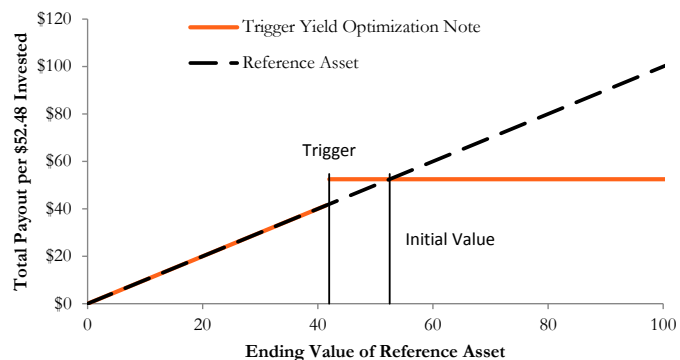 $120
Trigger Yield Optimization Note
$100
Reference Asset
$80
Trigger
$60
$40
Initial Value
$20
$0
0
20
40
60
80
100
Total Payout per $52.48 Invested
Ending Value of Reference Asset